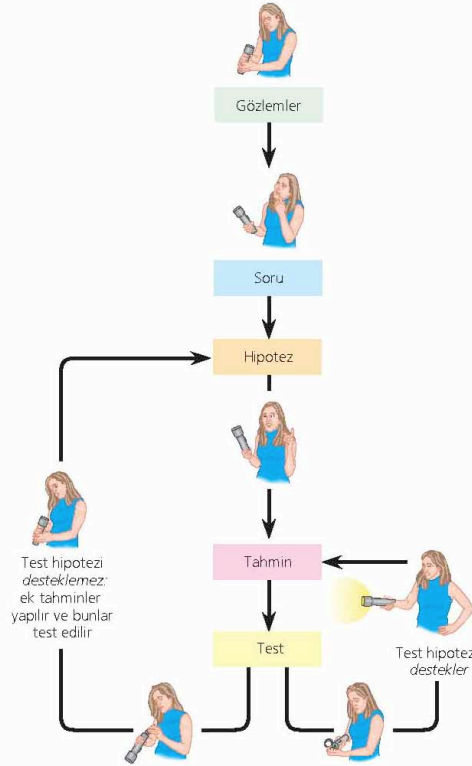 Gözlemler
Soru
Hipotez
Tahmin
Test
Test hipotezi
desteklemez:
ek tahminler
yapılır ve bunlar
test edilir
Test hipotez
destekler